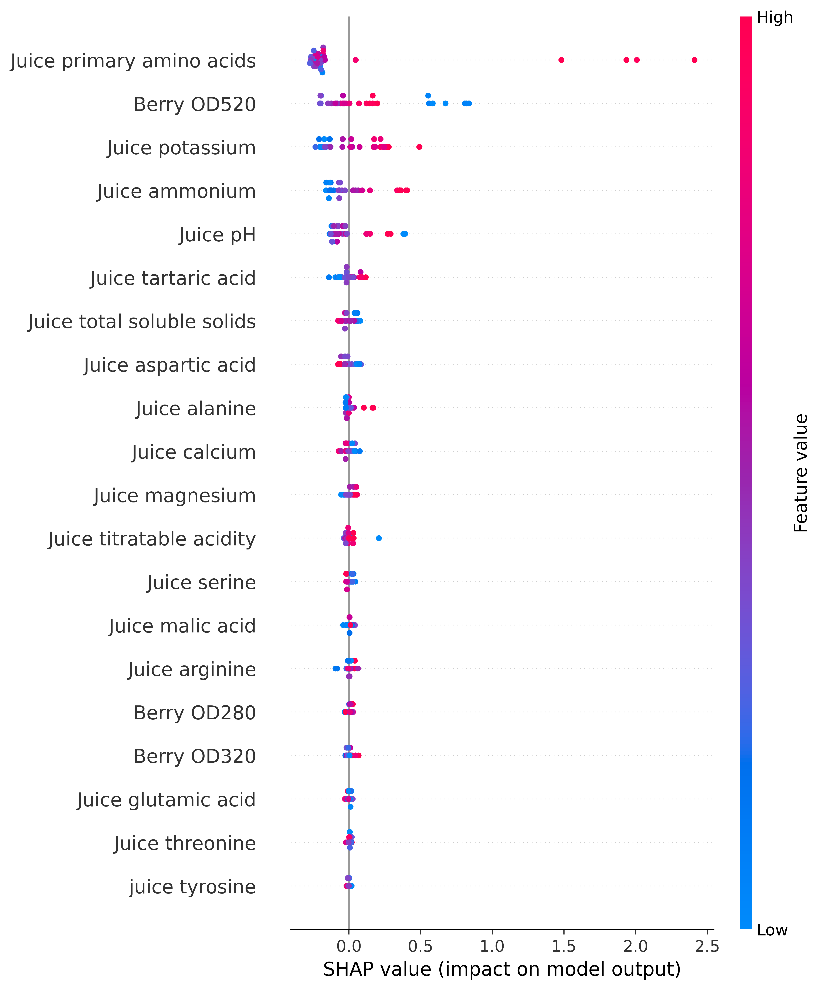 High
Juice primary amino acids
Berry OD520
Juice potassium
Juice ammonium
Juice pH
Juice tartaric acid
Juice total soluble solids
Juice aspartic acid
Juice alanine
Juice calcium
Juice magnesium
Juice titratable acidity
Juice serine
Juice malic acid
Juice arginine
Berry OD280
Berry OD320
Juice glutamic acid
Juice threonine
juice tyrosine
Feature value
Low
0.0 0.5 1.0 1.5 2.0 2.5
SHAP value (impact on model output)